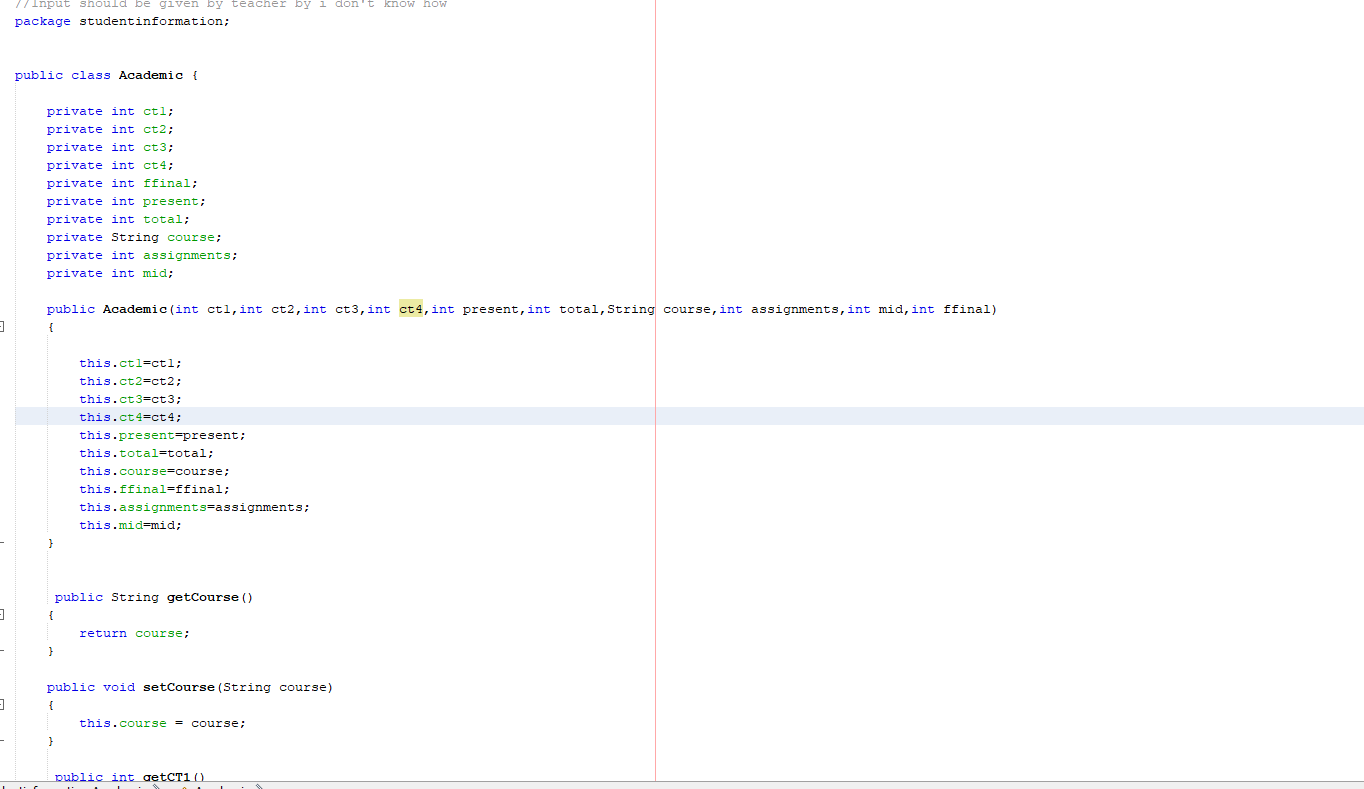 //Input should be given by teacher by i don't know how
package studentinformation;
public class Academic {
private int ct1;
private int ct2;
private int ct3;
private int ct4;
private int ffinal;
private int present;
private int total;
private String course;
private int assignments;
private int mid;
public Academic(int ct1,int ct2,int ct3,int ct4,int present,int total,String course,int assignments,int mid,int ffinal)
{
this.ct1=ct1;
this.ct2=ct2;
this.ct3=ct3;
this.ct4=ct4;
this.present=present;
this.total=total;
this.course=course;
this.ffinal=ffinal;
this.assignments=assignments;
this.mid=mid;
}
public String getCourse()
{
return course;
}
public void setCourse(String course)
{
this.course = course;
}
public int getCT1()